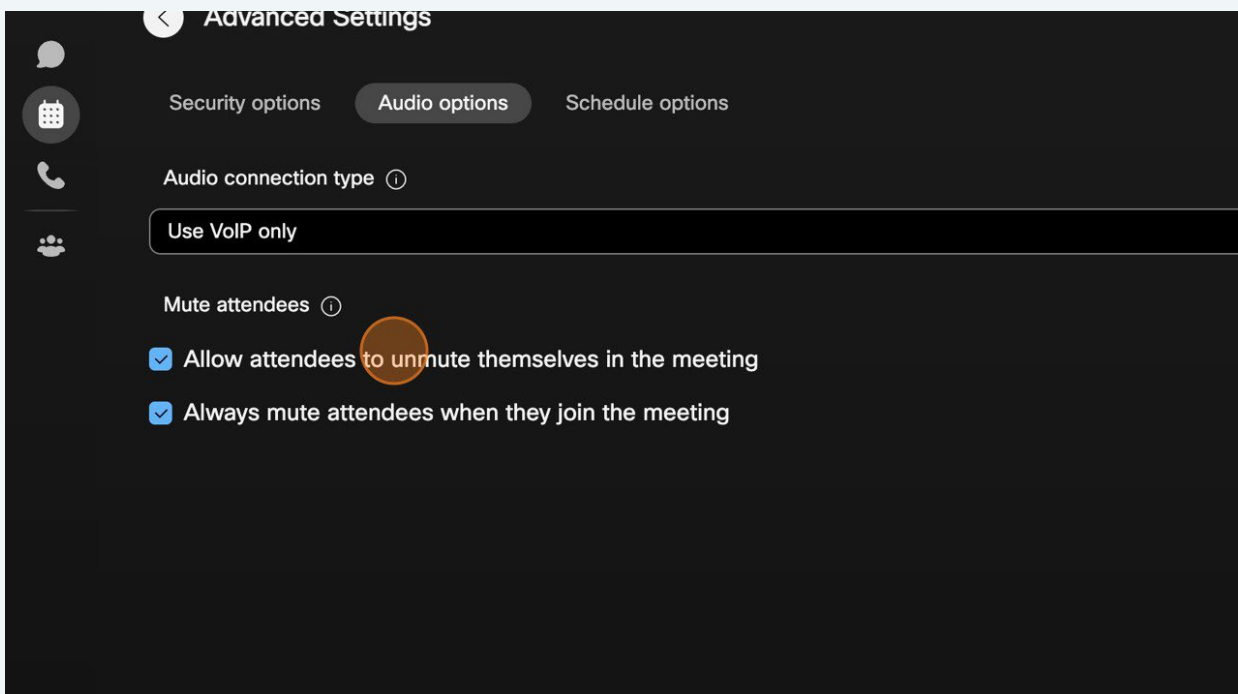 Advanced Settings
Security options Audio options Schedule options
Audio connection type
Use VoIP only
Mute attendees
Allow attendees to unmute themselves in the meeting
Always mute attendees when they join the meeting